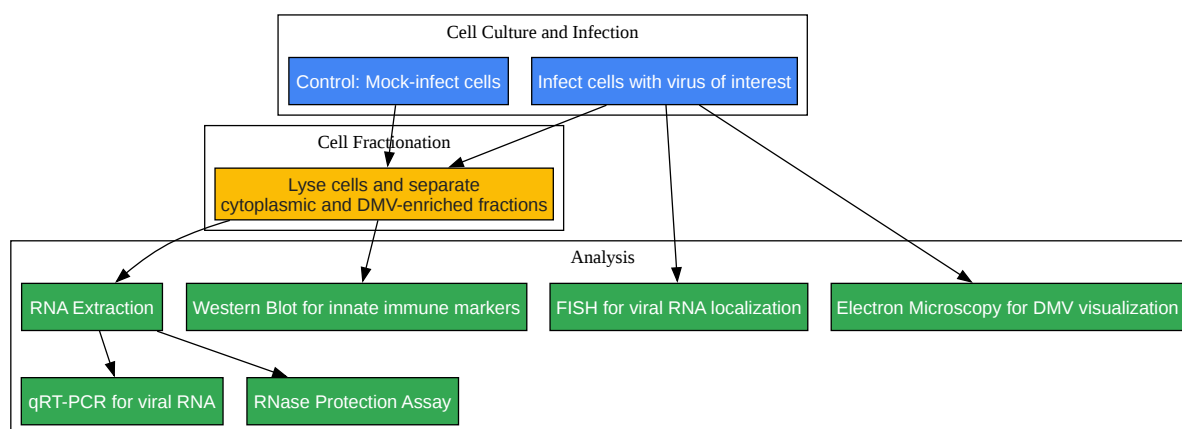 Cell Culture and Infection
Control: Mock-infect cells
Infect cells with virus of interest
Cell Fractionation
Lyse cells and separate
cytoplasmic and DMV-enriched fractions
Analysis
RNA Extraction
Western Blot for innate immune markers
FISH for viral RNA localization
Electron Microscopy for DMV visualization
qRT-PCR for viral RNA
RNase Protection Assay